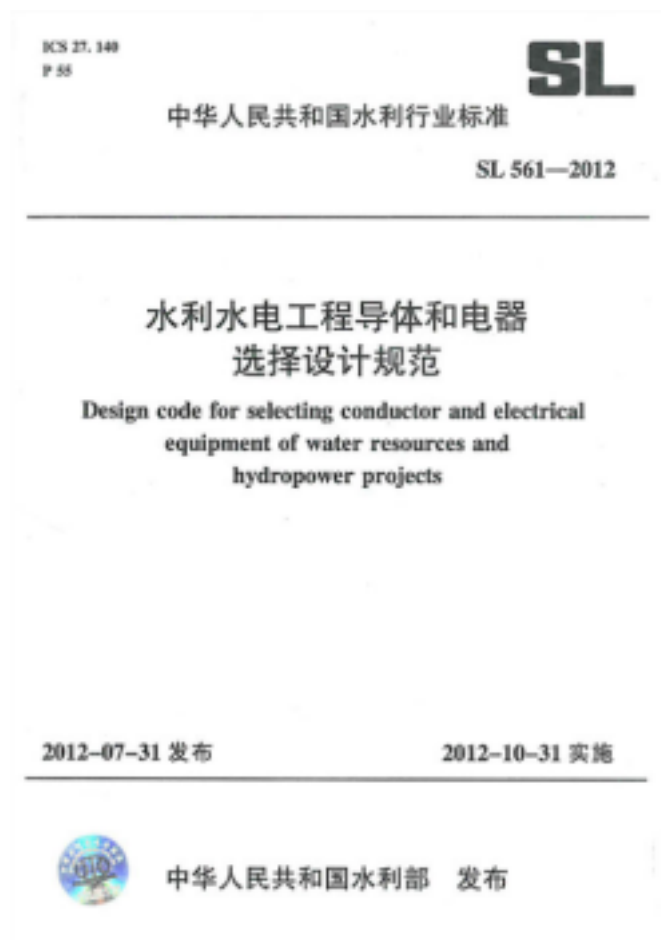 ICS 27.140
P 55
SL
中华人民共和国水利行业标准
SL 561—2012
水利水电工程导体和电器
选择设计规范
Design code for selecting conductor and electrical
equipment of water resources and
hydropower projects
2012-07-31 发布
2012-10-31 实施
中华人民共和国水利部 发布